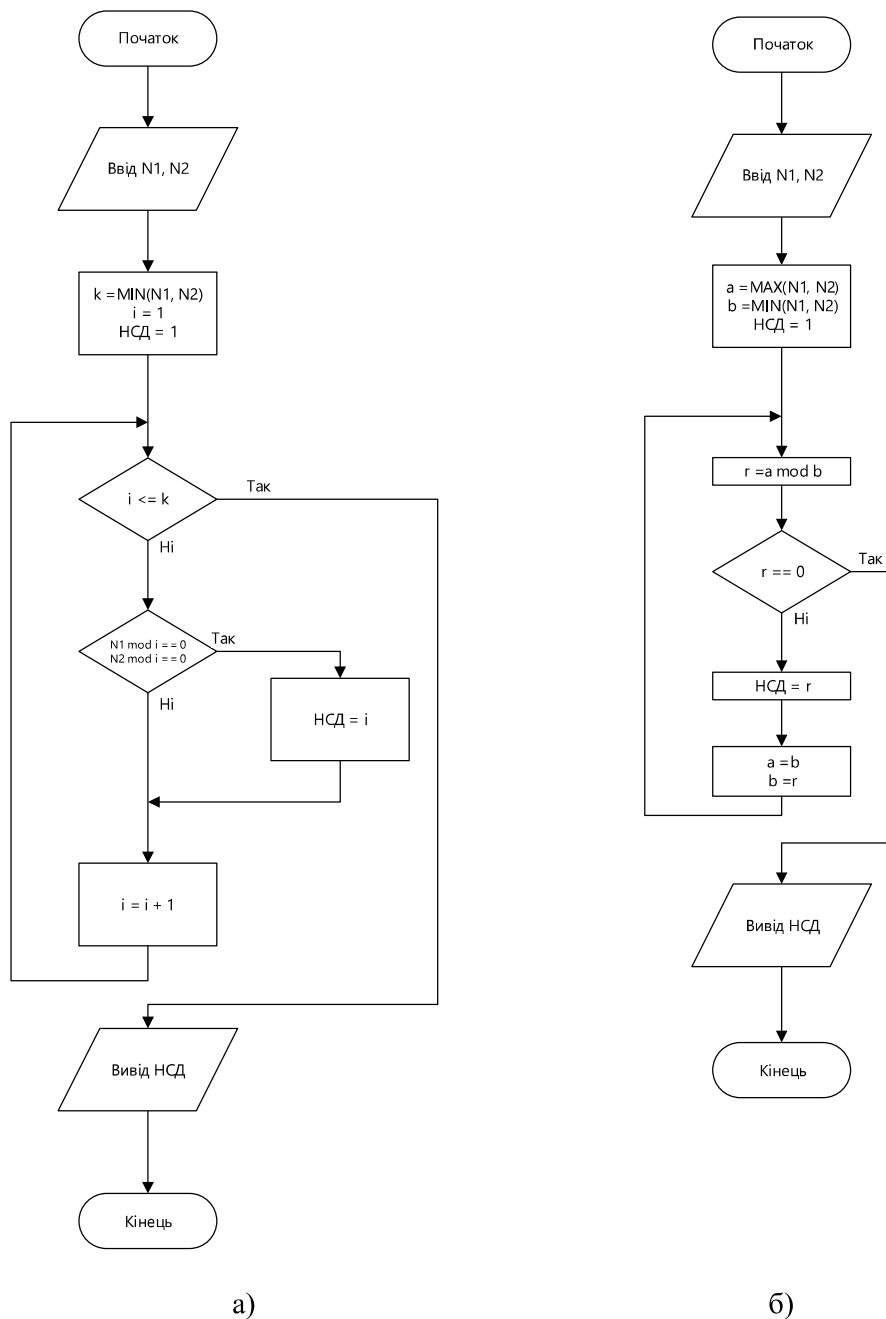 Початок
Ввід N1, N2
k =MIN(N1, N2)
i = 1
НСД = 1
i <= k
Так
Ні
N1 mod i == 0
N2 mod i == 0
Так
Ні
НСД = i
i = i + 1
Вивід НСД
Кінець
а)
Початок
Ввід N1, N2
a =MAX(N1, N2)
b =MIN(N1, N2)
НСД = 1
r =a mod b
r == 0
Так
Ні
НСД = r
a =b
b =r
Вивід НСД
Кінець
б)